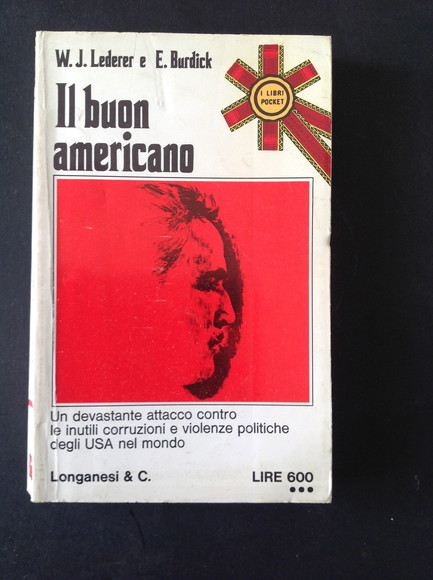 W. J. Lederer e E. Burdick
I LIBRI
POCKET
Il buon
americano
Un devastante attacco contro
le inutili corruzioni e violenze politiche
degli USA nel mondo
Longanesi & C.
LIRE 600